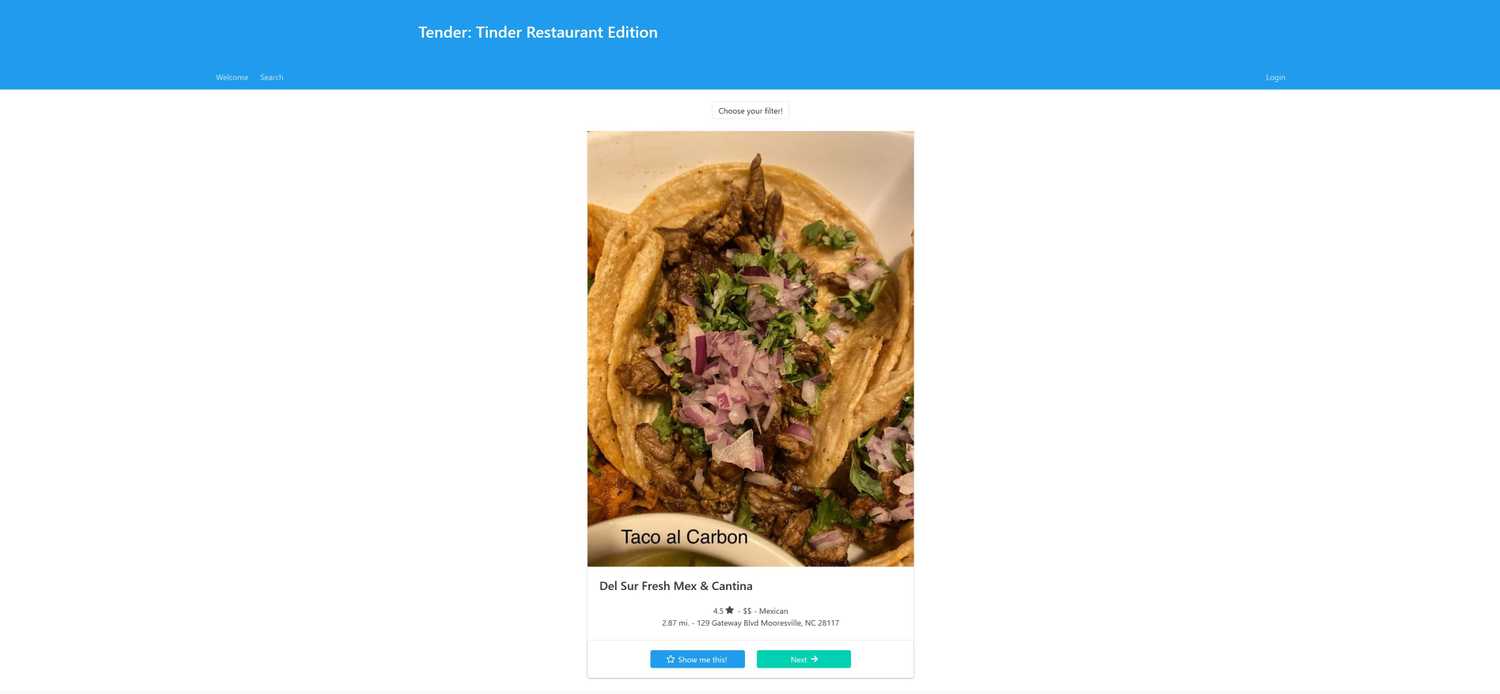 Tender: Tinder Restaurant Edition
Welcome Search Login
Choose your filter!
Taco al Carbon
Del Sur Fresh Mex & Cantina
4.5 ★ - $$ - Mexican
2.87 mi. - 129 Gateway Blvd Mooresville, NC 28117
Show me this! Next